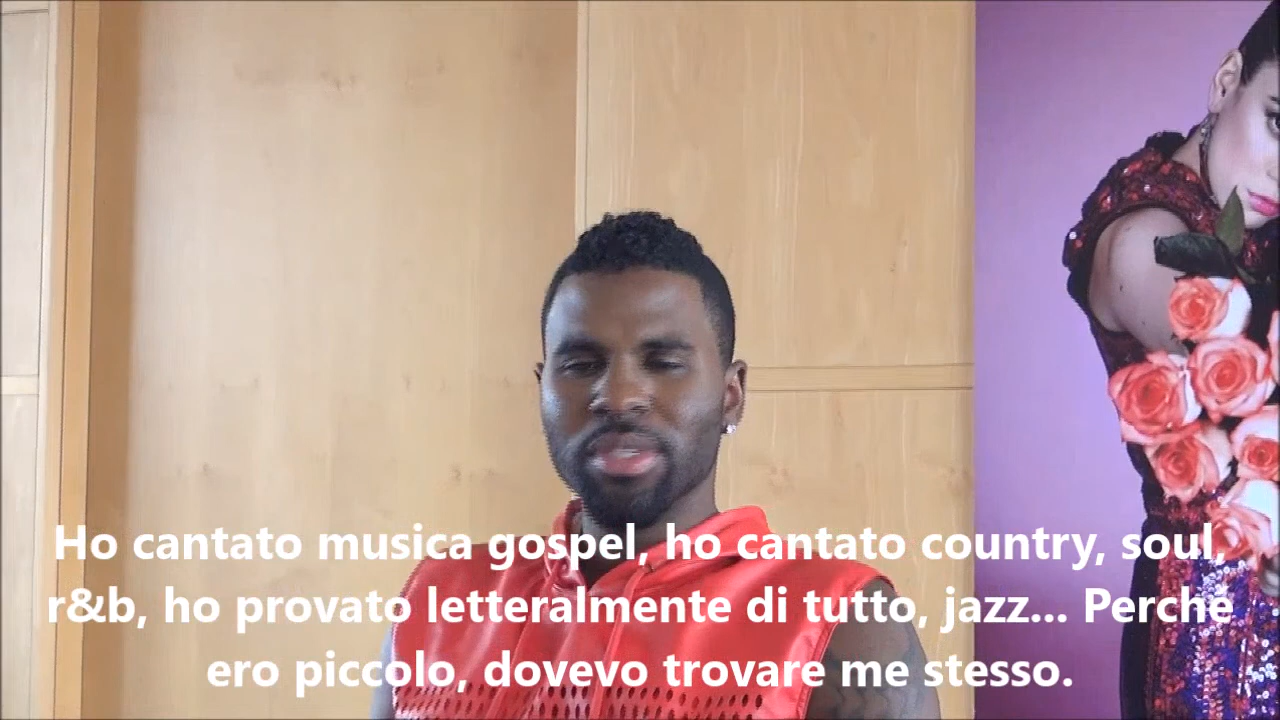 Ho cantato musica gospel, ho cantato country, soul,
r&b, ho provato letteralmente di tutto, jazz... Perché
ero piccolo, dovevo trovare me stesso.